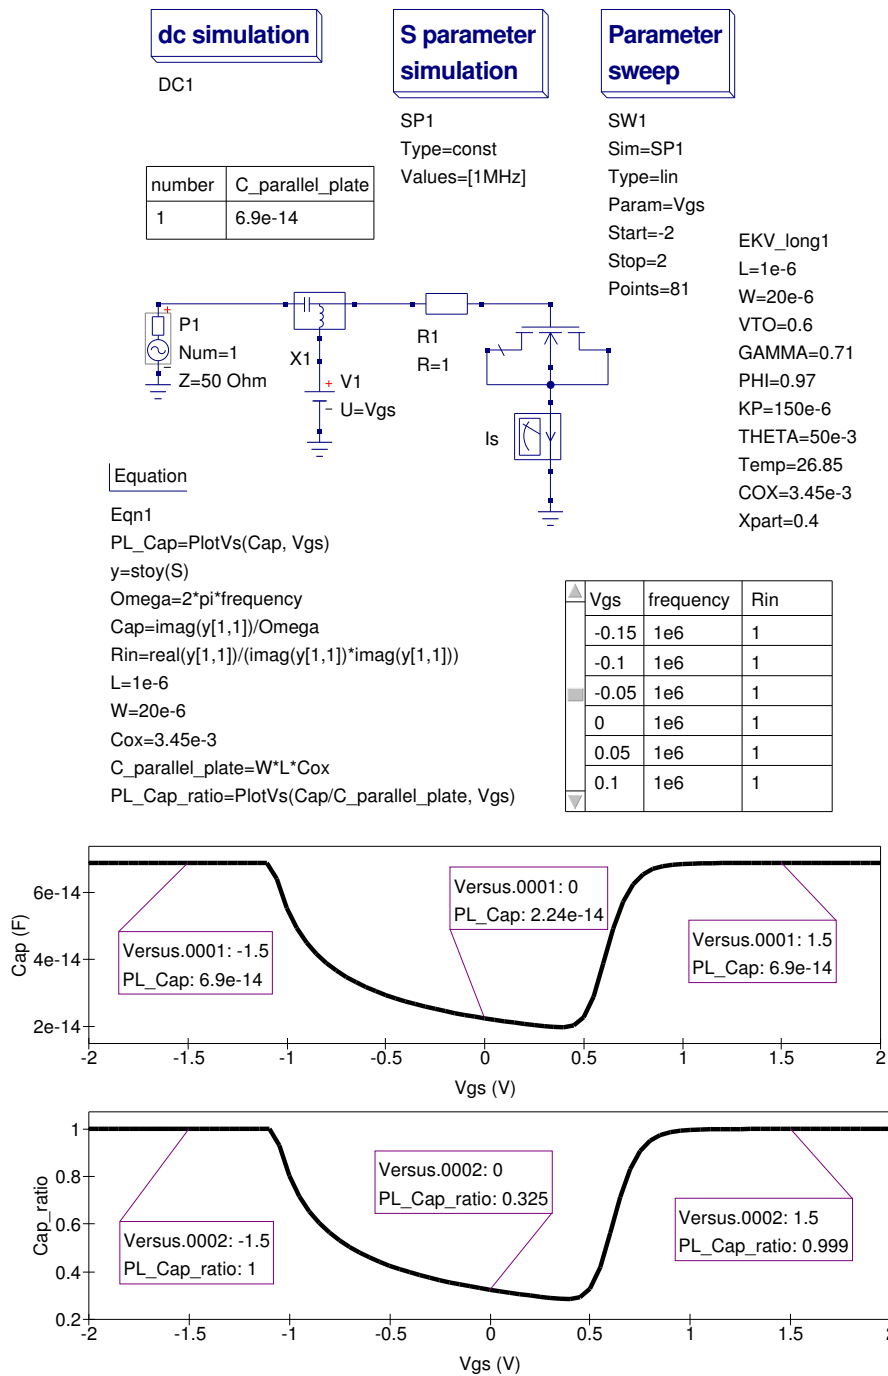 dc simulation
DC1
S parameter
simulation
SP1
Type=const
Values=[1MHz]
Parameter
sweep
SW1
Sim=SP1
Type=lin
Param=Vgs
Start=-2
Stop=2
Points=81
number C_parallel_plate
1 6.9e-14
EKV_long1
L=1e-6
W=20e-6
VTO=0.6
GAMMA=0.71
PHI=0.97
KP=150e-6
THETA=50e-3
Temp=26.85
COX=3.45e-3
Xpart=0.4
P1
Num=1
Z=50 Ohm
X1
V1
U=Vgs
R1
R=1
Is
Equation
Eqn1
PL_Cap=PlotVs(Cap, Vgs)
y=stoy(S)
Omega=2*pi*frequency
Cap=imag(y[1,1])/Omega
Rin=real(y[1,1])/(imag(y[1,1])*imag(y[1,1]))
L=1e-6
W=20e-6
Cox=3.45e-3
C_parallel_plate=W*L*Cox
PL_Cap_ratio=PlotVs(Cap/C_parallel_plate, Vgs)
Vgs frequency Rin
-0.15 1e6 1
-0.1 1e6 1
-0.05 1e6 1
0 1e6 1
0.05 1e6 1
0.1 1e6 1
Cap (F)
6e-14
4e-14
2e-14
Versus.0001: -1.5
PL_Cap: 6.9e-14
Versus.0001: 0
PL_Cap: 2.24e-14
Versus.0001: 1.5
PL_Cap: 6.9e-14
-2 -1.5 -1 -0.5 0 0.5 1 1.5 2
Vgs (V)
Cap_ratio
1
0.8
0.6
0.4
0.2
Versus.0002: -1.5
PL_Cap_ratio: 1
Versus.0002: 0
PL_Cap_ratio: 0.325
Versus.0002: 1.5
PL_Cap_ratio: 0.999
-2 -1.5 -1 -0.5 0 0.5 1 1.5 2
Vgs (V)